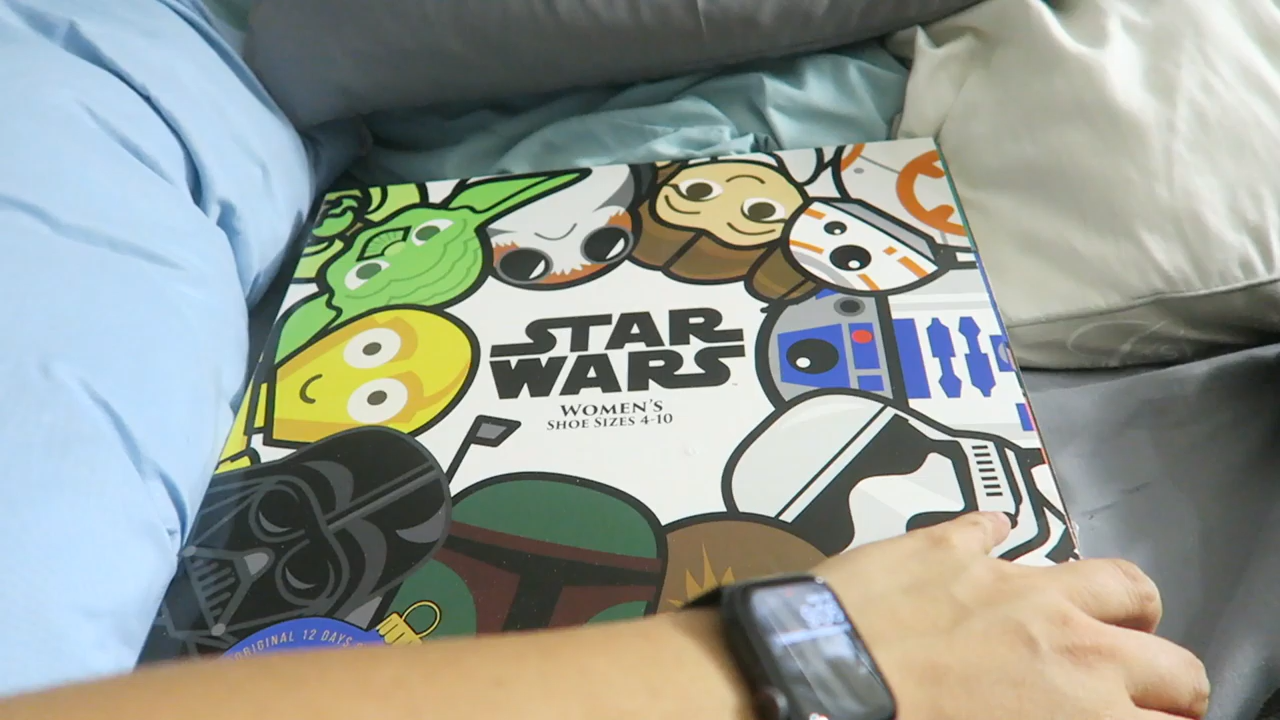 STAR
WARS
WOMEN'S
SHOE SIZES 4-10
ORIGINAL 12 DAYS